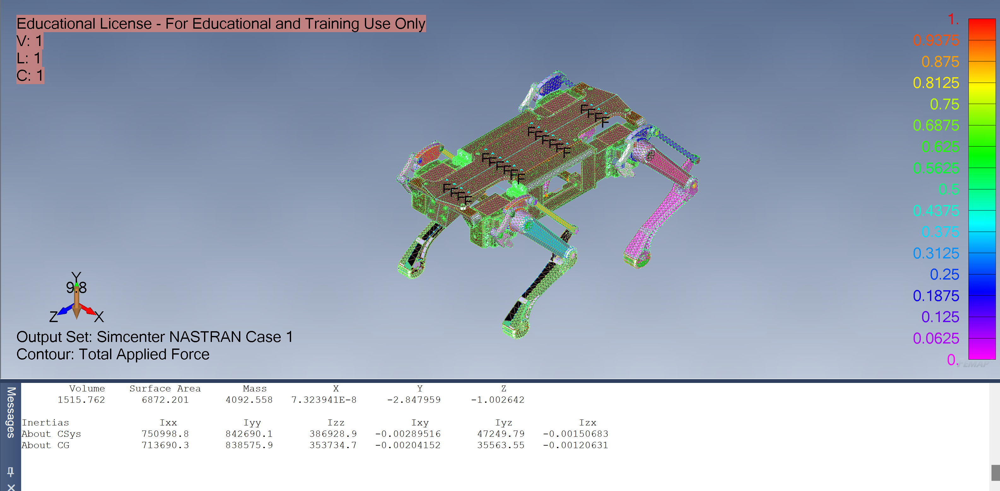 Educational License - For Educational and Training Use Only
V: 1
L: 1
C: 1
1.
0.9375
0.875
0.8125
0.75
0.6875
0.625
0.5625
0.5
0.4375
0.375
0.3125
0.25
0.1875
0.125
0.0625
0.
FEMAP
F F F F
F F F F F F
F F F F F F
F F F F
Y
9.8
Z X
Output Set: Simcenter NASTRAN Case 1
Contour: Total Applied Force
Messages
Volume Surface Area Mass X Y Z
1515.762 6872.201 4092.558 7.323941E-8 -2.847959 -1.002642
Inertias Ixx Iyy Izz Ixy Iyz Izx
About CSys 750998.8 842690.1 386928.9 -0.00289516 47249.79 -0.00150683
About CG 713690.3 838575.9 353734.7 -0.00204152 35563.55 -0.00120631